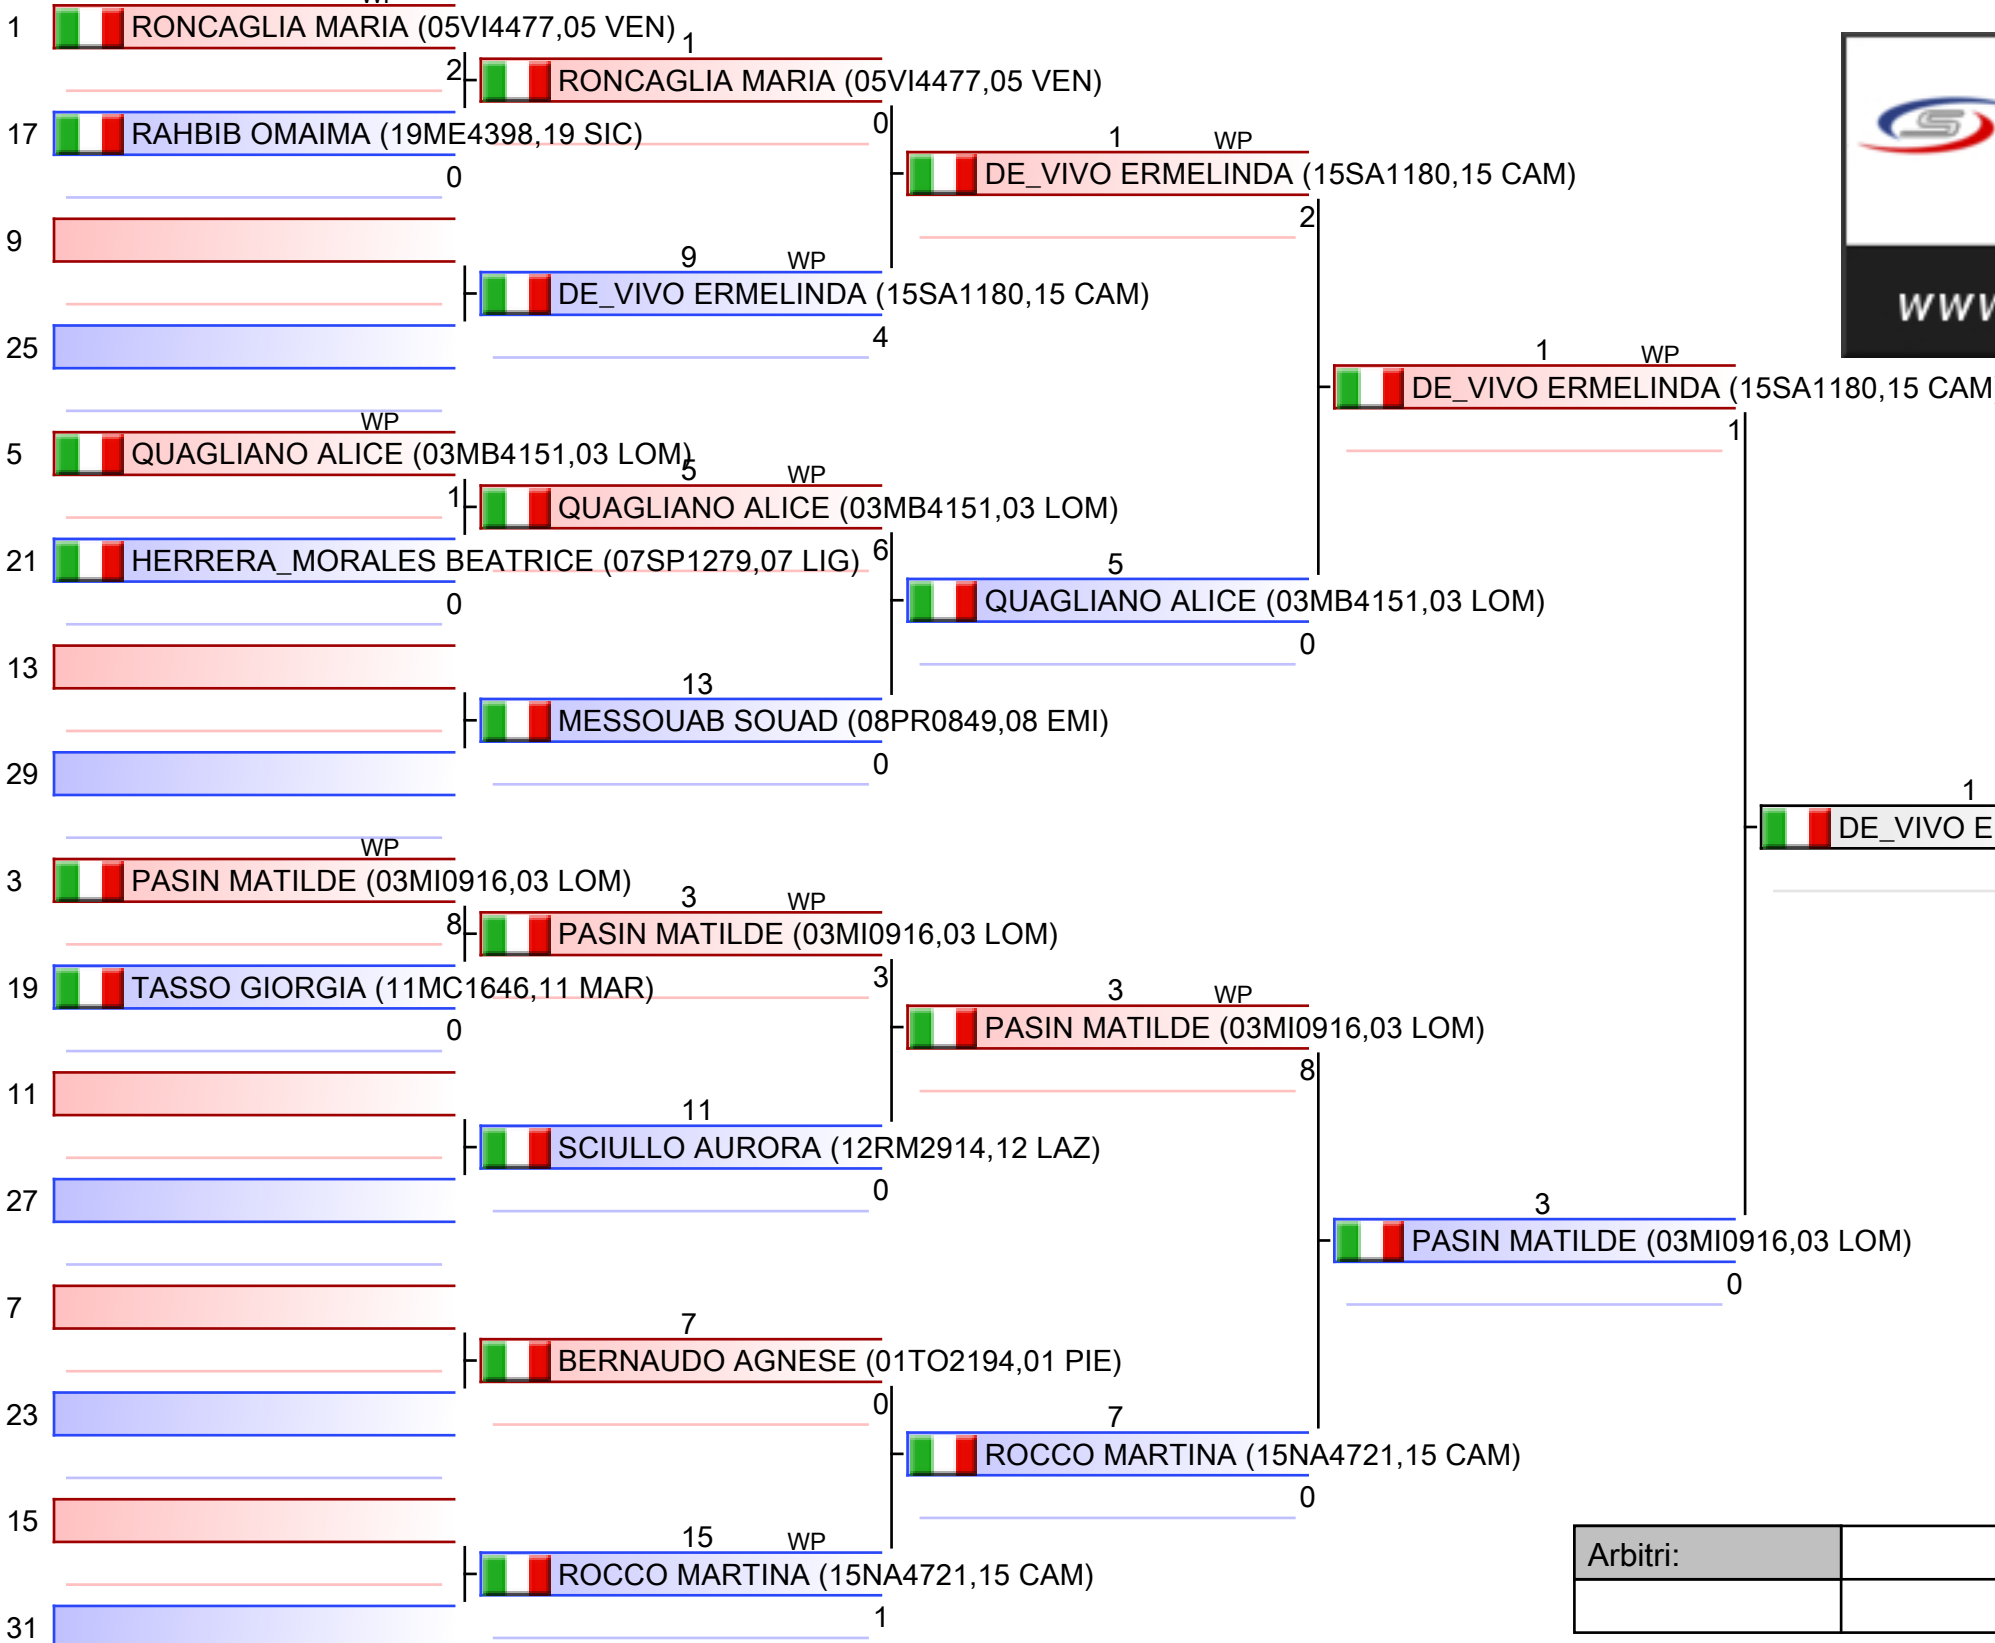 1 RONCAGLIA MARIA (05VI4477,05 VEN)
2
17 RAHBIB OMAIMA (19ME4398,19 SIC)
0
9
25
WP
5 QUAGLIANO ALICE (03MB4151,03 LOM)
1
21 HERRERA_MORALES BEATRICE (07SP1279,07 LIG)
0
13
29
WP
3 PASIN MATILDE (03MI0916,03 LOM)
8
19 TASSO GIORGIA (11MC1646,11 MAR)
0
11
27
7
23
15
31
1
RONCAGLIA MARIA (05VI4477,05 VEN)
0
9 WP
DE_VIVO ERMELINDA (15SA1180,15 CAM)
4
5 WP
QUAGLIANO ALICE (03MB4151,03 LOM)
6
13
MESSOUAB SOUAD (08PR0849,08 EMI)
0
3 WP
PASIN MATILDE (03MI0916,03 LOM)
3
11
SCIULLO AURORA (12RM2914,12 LAZ)
0
7
BERNAUDO AGNESE (01TO2194,01 PIE)
0
15 WP
ROCCO MARTINA (15NA4721,15 CAM)
1
1 WP
DE_VIVO ERMELINDA (15SA1180,15 CAM)
2
5
QUAGLIANO ALICE (03MB4151,03 LOM)
0
3 WP
PASIN MATILDE (03MI0916,03 LOM)
8
7
ROCCO MARTINA (15NA4721,15 CAM)
0
1 WP
DE_VIVO ERMELINDA (15SA1180,15 CAM
1
3
PASIN MATILDE (03MI0916,03 LOM)
0
1
DE_VIVO E
S
www
Arbitri: